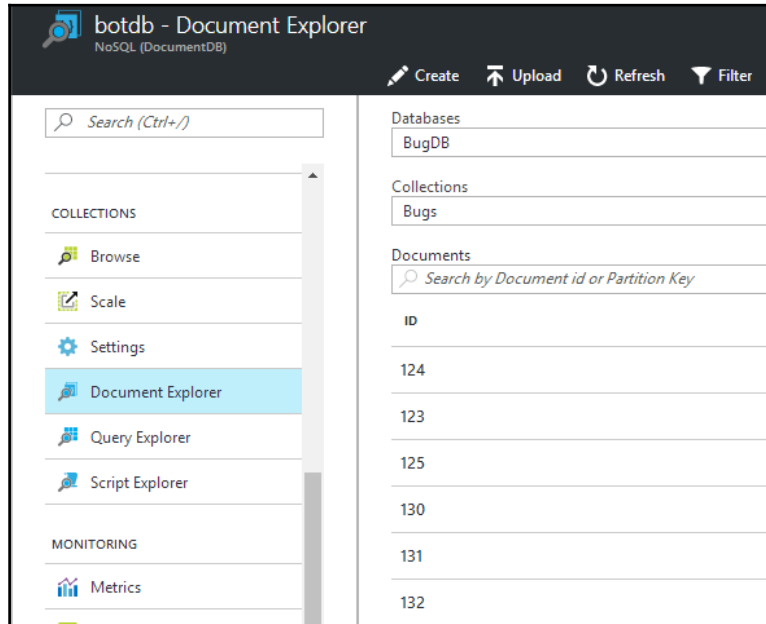 botdb - Document Explorer
NoSQL (DocumentDB)
Create Upload Refresh Filter
Search (Ctrl+/)
COLLECTIONS
Browse
Scale
Settings
Document Explorer
Query Explorer
Script Explorer
MONITORING
Metrics
Databases
BugDB
Collections
Bugs
Documents
Search by Document id or Partition Key
ID
124
123
125
130
131
132